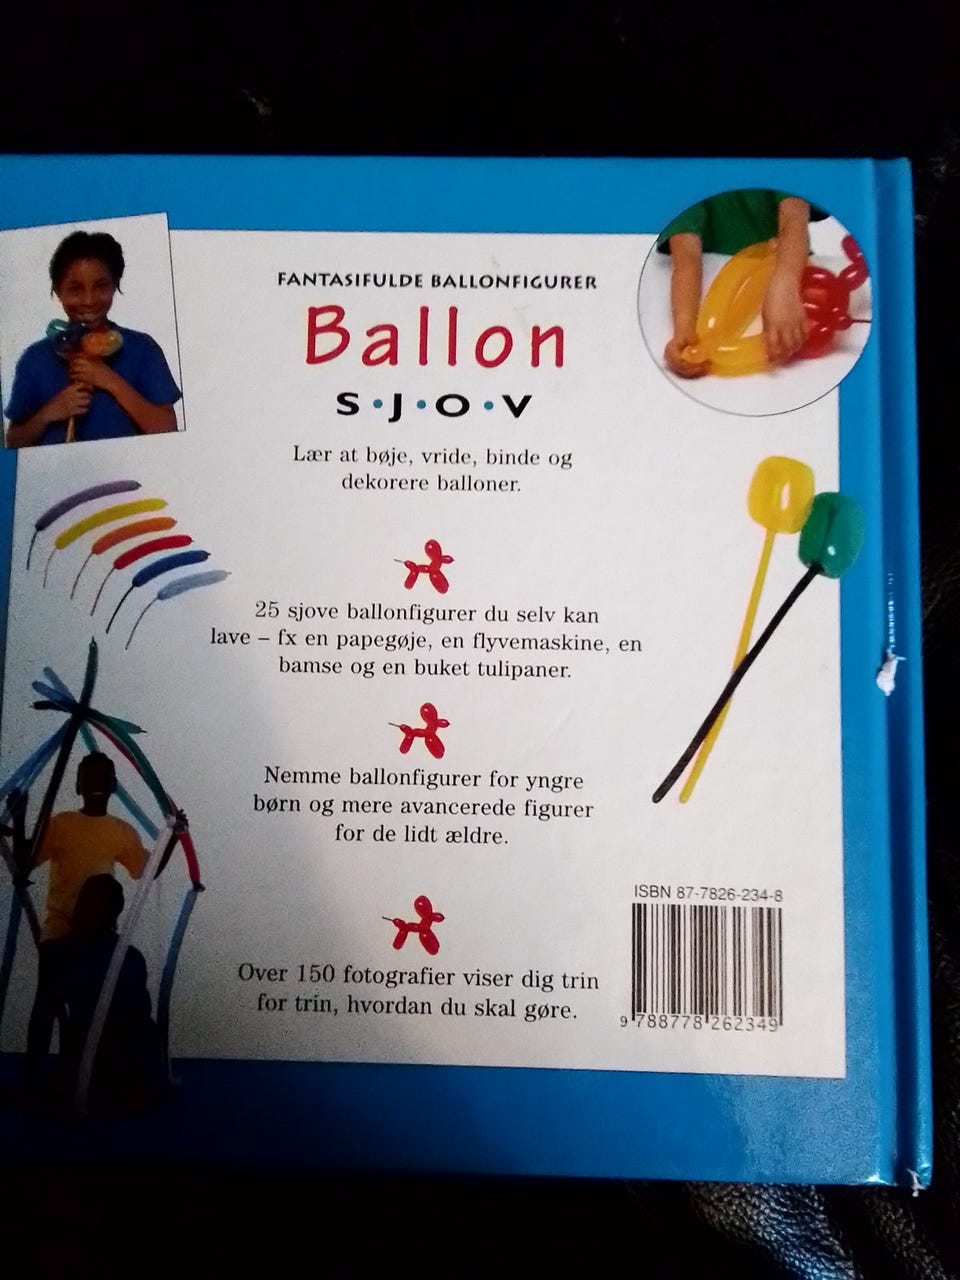 FANTASIFULDE BALLONFIGURER
Ballon
S•J•O•V
Lær at bøje, vride, binde og
dekorere balloner.
25 sjove ballonfigurer du selv kan
lave – fx en papegøje, en flyvemaskine, en
bamse og en buket tulipaner.
Nemme ballonfigurer for yngre
børn og mere avancerede figurer
for de lidt ældre.
Over 150 fotografier viser dig trin
for trin, hvordan du skal gøre.
ISBN 87-7826-234-8
9 788778 262349